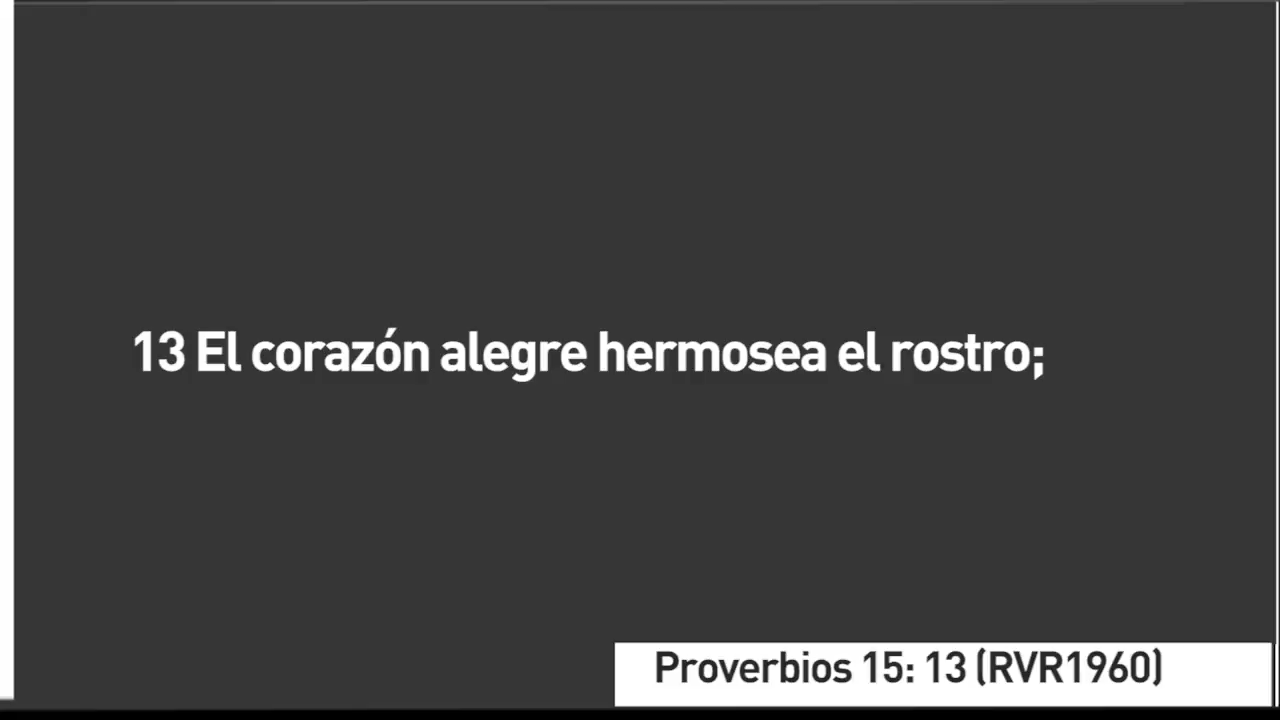 13 El corazón alegre hermosea el rostro;
Proverbios 15: 13 (RVR1960)